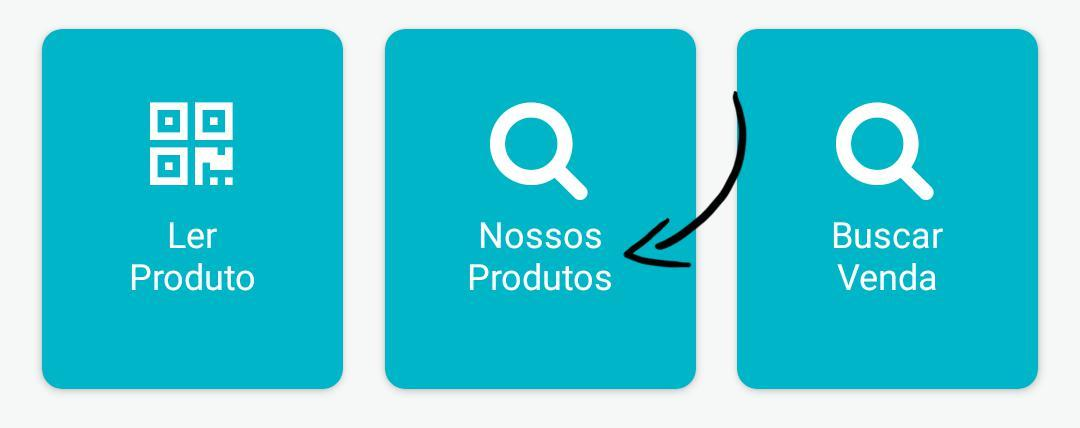 Ler
Produto
Nossos
Produtos
Buscar
Venda